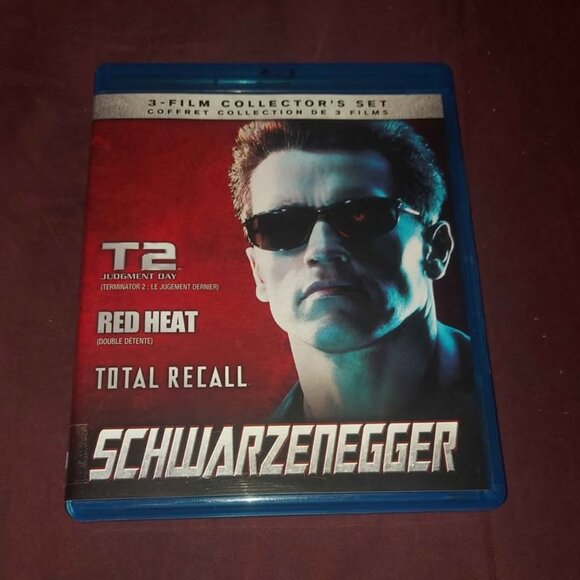 3-FILM COLLECTOR'S SET
COFFRET COLLECTION DE 3 FILMS
T2
JUDGMENT DAY
(TERMINATOR 2 : LE JUGEMENT DERNIER)
RED HEAT
(DOUBLE DÉTENTE)
TOTAL RECALL
SCHWARZENEGGER